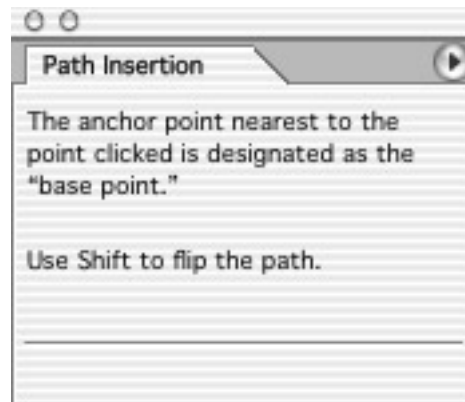 Path Insertion
The anchor point nearest to the
point clicked is designated as the
“base point.”
Use Shift to flip the path.